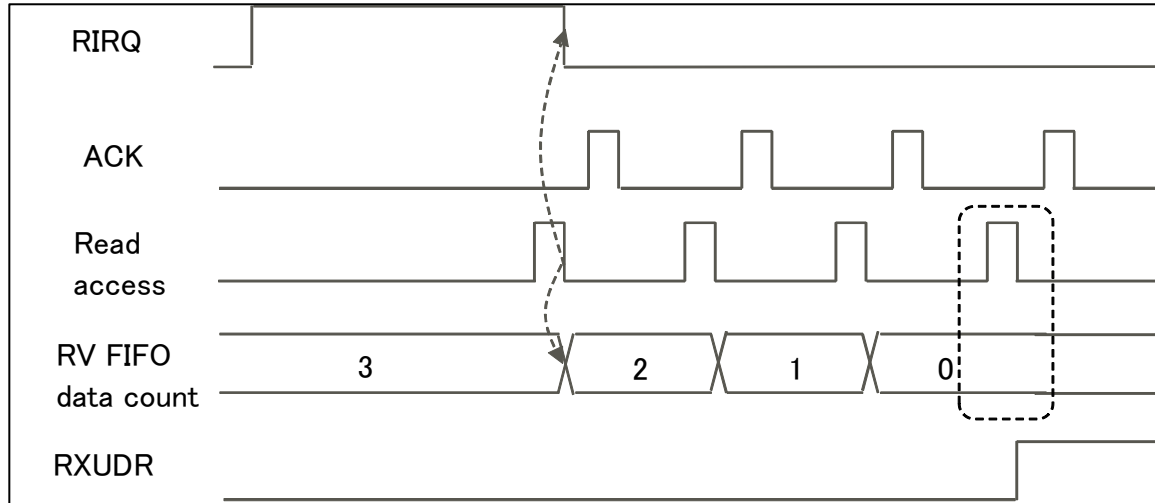 RIRQ
ACK
Read
access
RV FIFO
data count
3
2
1
0
RXUDR